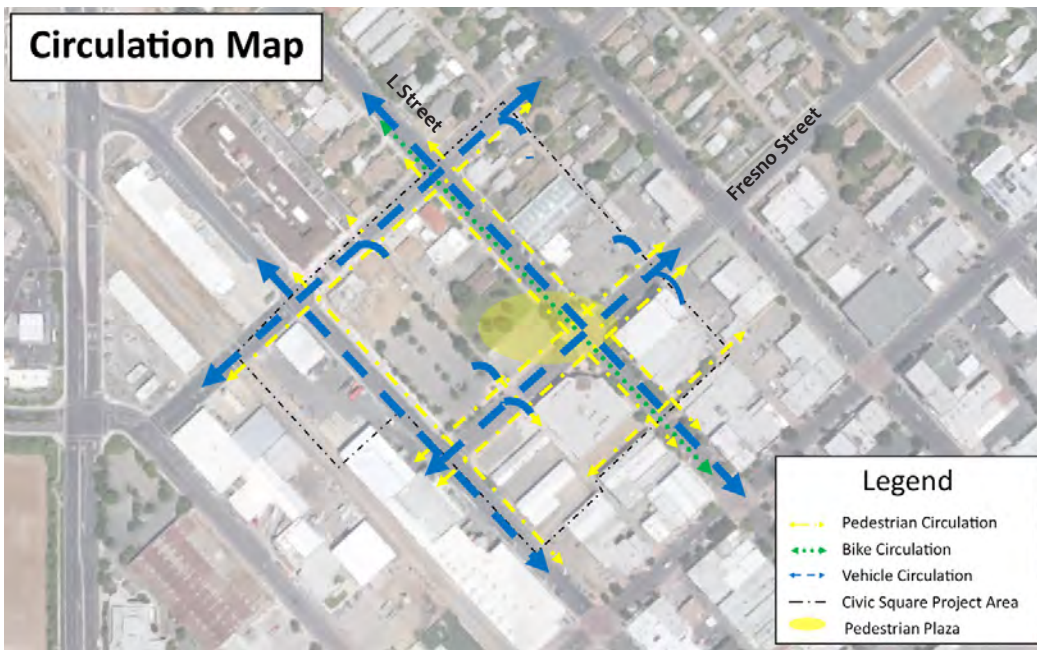 Circulation Map
L Street
Fresno Street
Legend
Pedestrian Circulation
Bike Circulation
Vehicle Circulation
Civic Square Project Area
Pedestrian Plaza